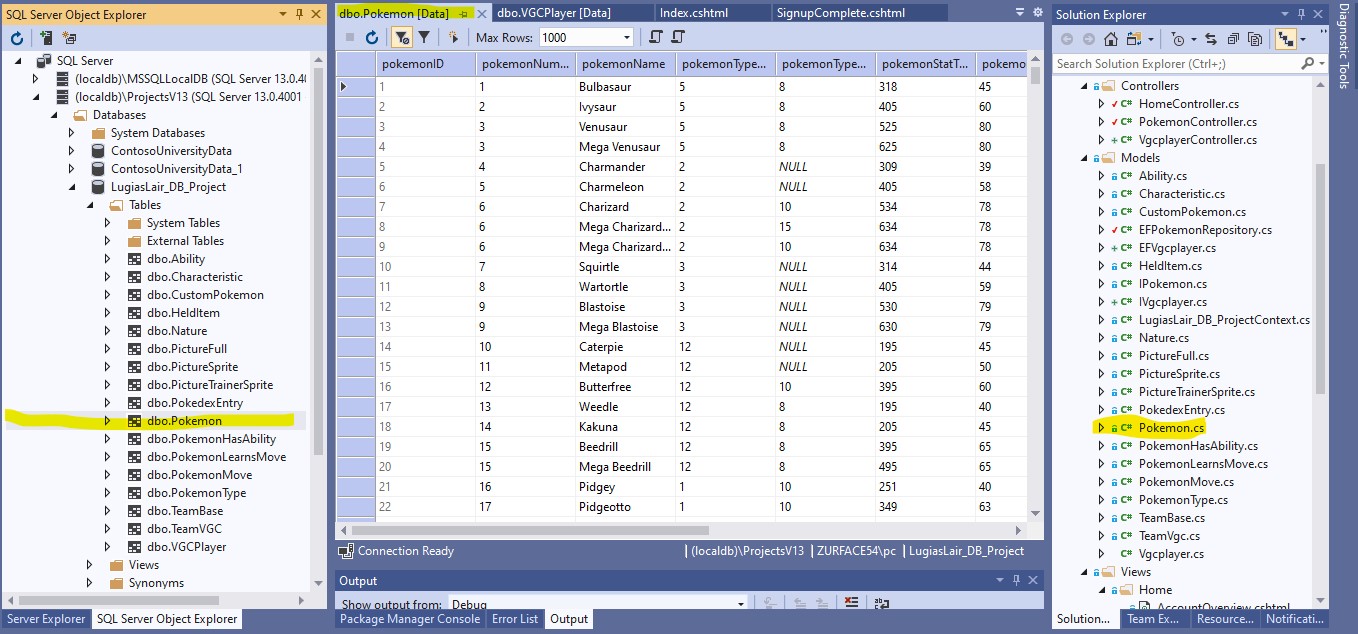 SQL Server Object Explorer
SQL Server
(localdb)\MSSQLLocalDB (SQL Server 13.0.4
(localdb)\ProjectsV13 (SQL Server 13.0.4001
Databases
System Databases
ContosoUniversityData
ContosoUniversityData_1
LugiasLair_DB_Project
Tables
System Tables
External Tables
dbo.Ability
dbo.Characteristic
dbo.CustomPokemon
dbo.HeldItem
dbo.Nature
dbo.PictureFull
dbo.PictureSprite
dbo.PictureTrainerSprite
dbo.PokedexEntry
dbo.Pokemon
dbo.PokemonHasAbility
dbo.PokemonLearnsMove
dbo.PokemonMove
dbo.PokemonType
dbo.TeamBase
dbo.TeamVGC
dbo.VGCPlayer
Views
Synonyms
Server Explorer SQL Server Object Explorer
dbo.Pokemon [Data] dbo.VGCPlayer [Data] Index.cshtml SignupComplete.cshtml
Max Rows: 1000
pokemonID pokemonNum... pokemonName pokemonType... pokemonType... pokemonStatT... pokemo
1 1 Bulbasaur 5 8 318 45
2 2 Ivysaur 5 8 405 60
3 3 Venusaur 5 8 525 80
4 3 Mega Venusaur 5 8 625 80
5 4 Charmander 2 NULL 309 39
6 5 Charmeleon 2 NULL 405 58
7 6 Charizard 2 10 534 78
8 6 Mega Charizard... 2 15 634 78
9 6 Mega Charizard... 2 10 634 78
10 7 Squirtle 3 NULL 314 44
11 8 Wartortle 3 NULL 405 59
12 9 Blastoise 3 NULL 530 79
13 9 Mega Blastoise 3 NULL 630 79
14 10 Caterpie 12 NULL 195 45
15 11 Metapod 12 NULL 205 50
16 12 Butterfree 12 10 395 60
17 13 Weedle 12 8 195 40
18 14 Kakuna 12 8 205 45
19 15 Beedrill 12 8 395 65
20 15 Mega Beedrill 12 8 495 65
21 16 Pidgey 1 10 251 40
22 17 Pidgeotto 1 10 349 63
Connection Ready | (localdb)\ProjectsV13 | ZURFACE54\pc | LugiasLair_DB_Project
Output
Show output from: Debug
Package Manager Console Error List Output
Solution Explorer
Search Solution Explorer (Ctrl+;)
Controllers
C# HomeController.cs
C# PokemonController.cs
C# VgcplayerController.cs
Models
C# Ability.cs
C# Characteristic.cs
C# CustomPokemon.cs
C# EFPokemonRepository.cs
C# EFVgcplayer.cs
C# HeldItem.cs
C# IPokemon.cs
C# IVgcplayer.cs
C# LugiasLair_DB_ProjectContext.cs
C# Nature.cs
C# PictureFull.cs
C# PictureSprite.cs
C# PictureTrainerSprite.cs
C# PokedexEntry.cs
C# Pokemon.cs
C# PokemonHasAbility.cs
C# PokemonLearnsMove.cs
C# PokemonMove.cs
C# PokemonType.cs
C# TeamBase.cs
C# TeamVgc.cs
C# Vgcplayer.cs
Views
Home
AccountOverview.cshtml
Solution... Team Ex... Resource... Notificati...
Diagnostic Tools